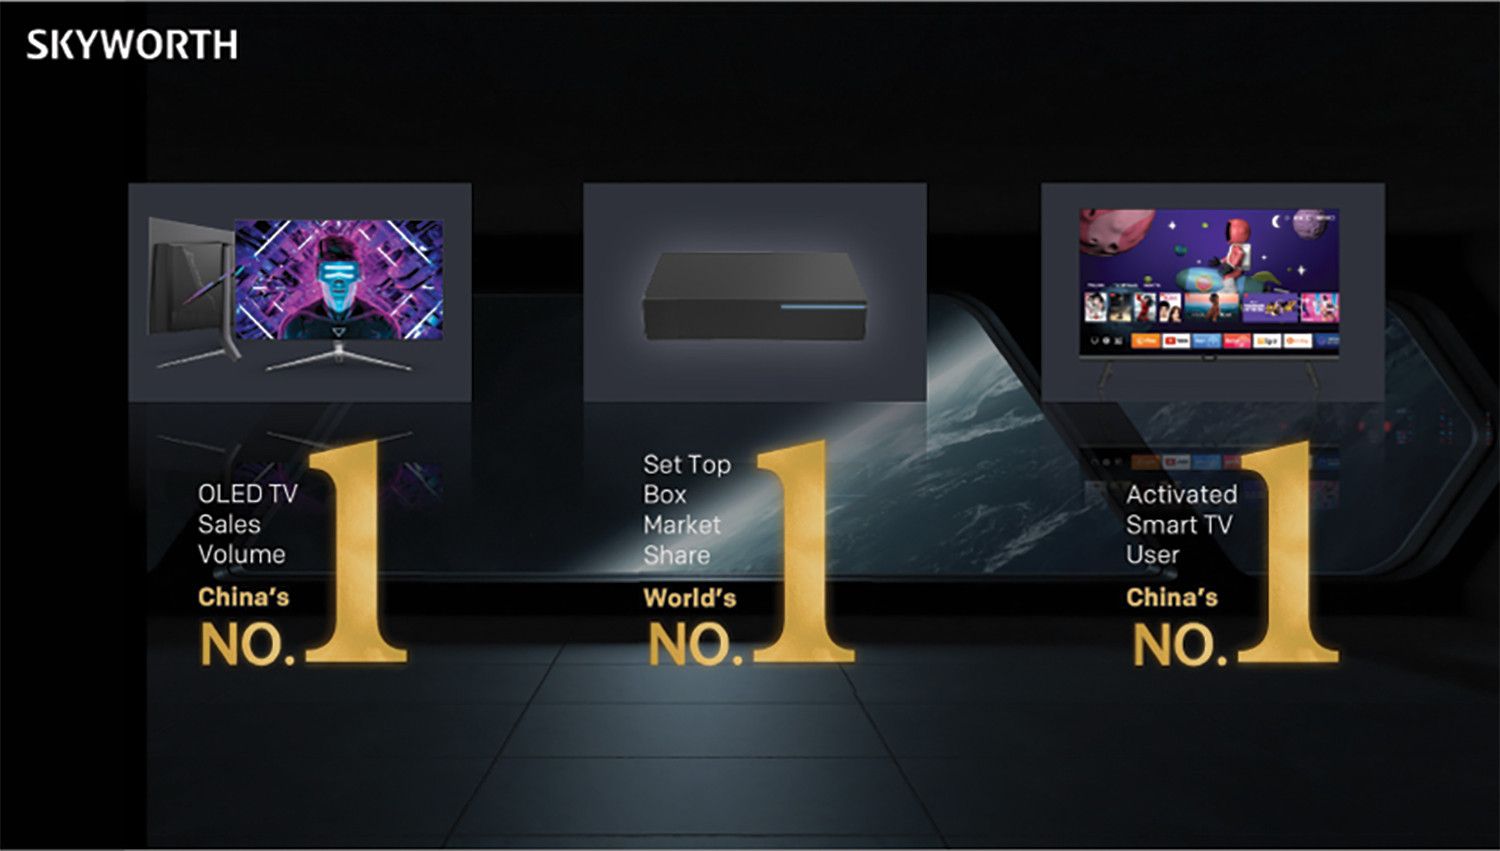 SKYWORTH
OLED TV
Sales
Volume
China's
NO.1
Set Top
Box
Market
Share
World's
NO.1
Activated
Smart TV
User
China's
NO.1